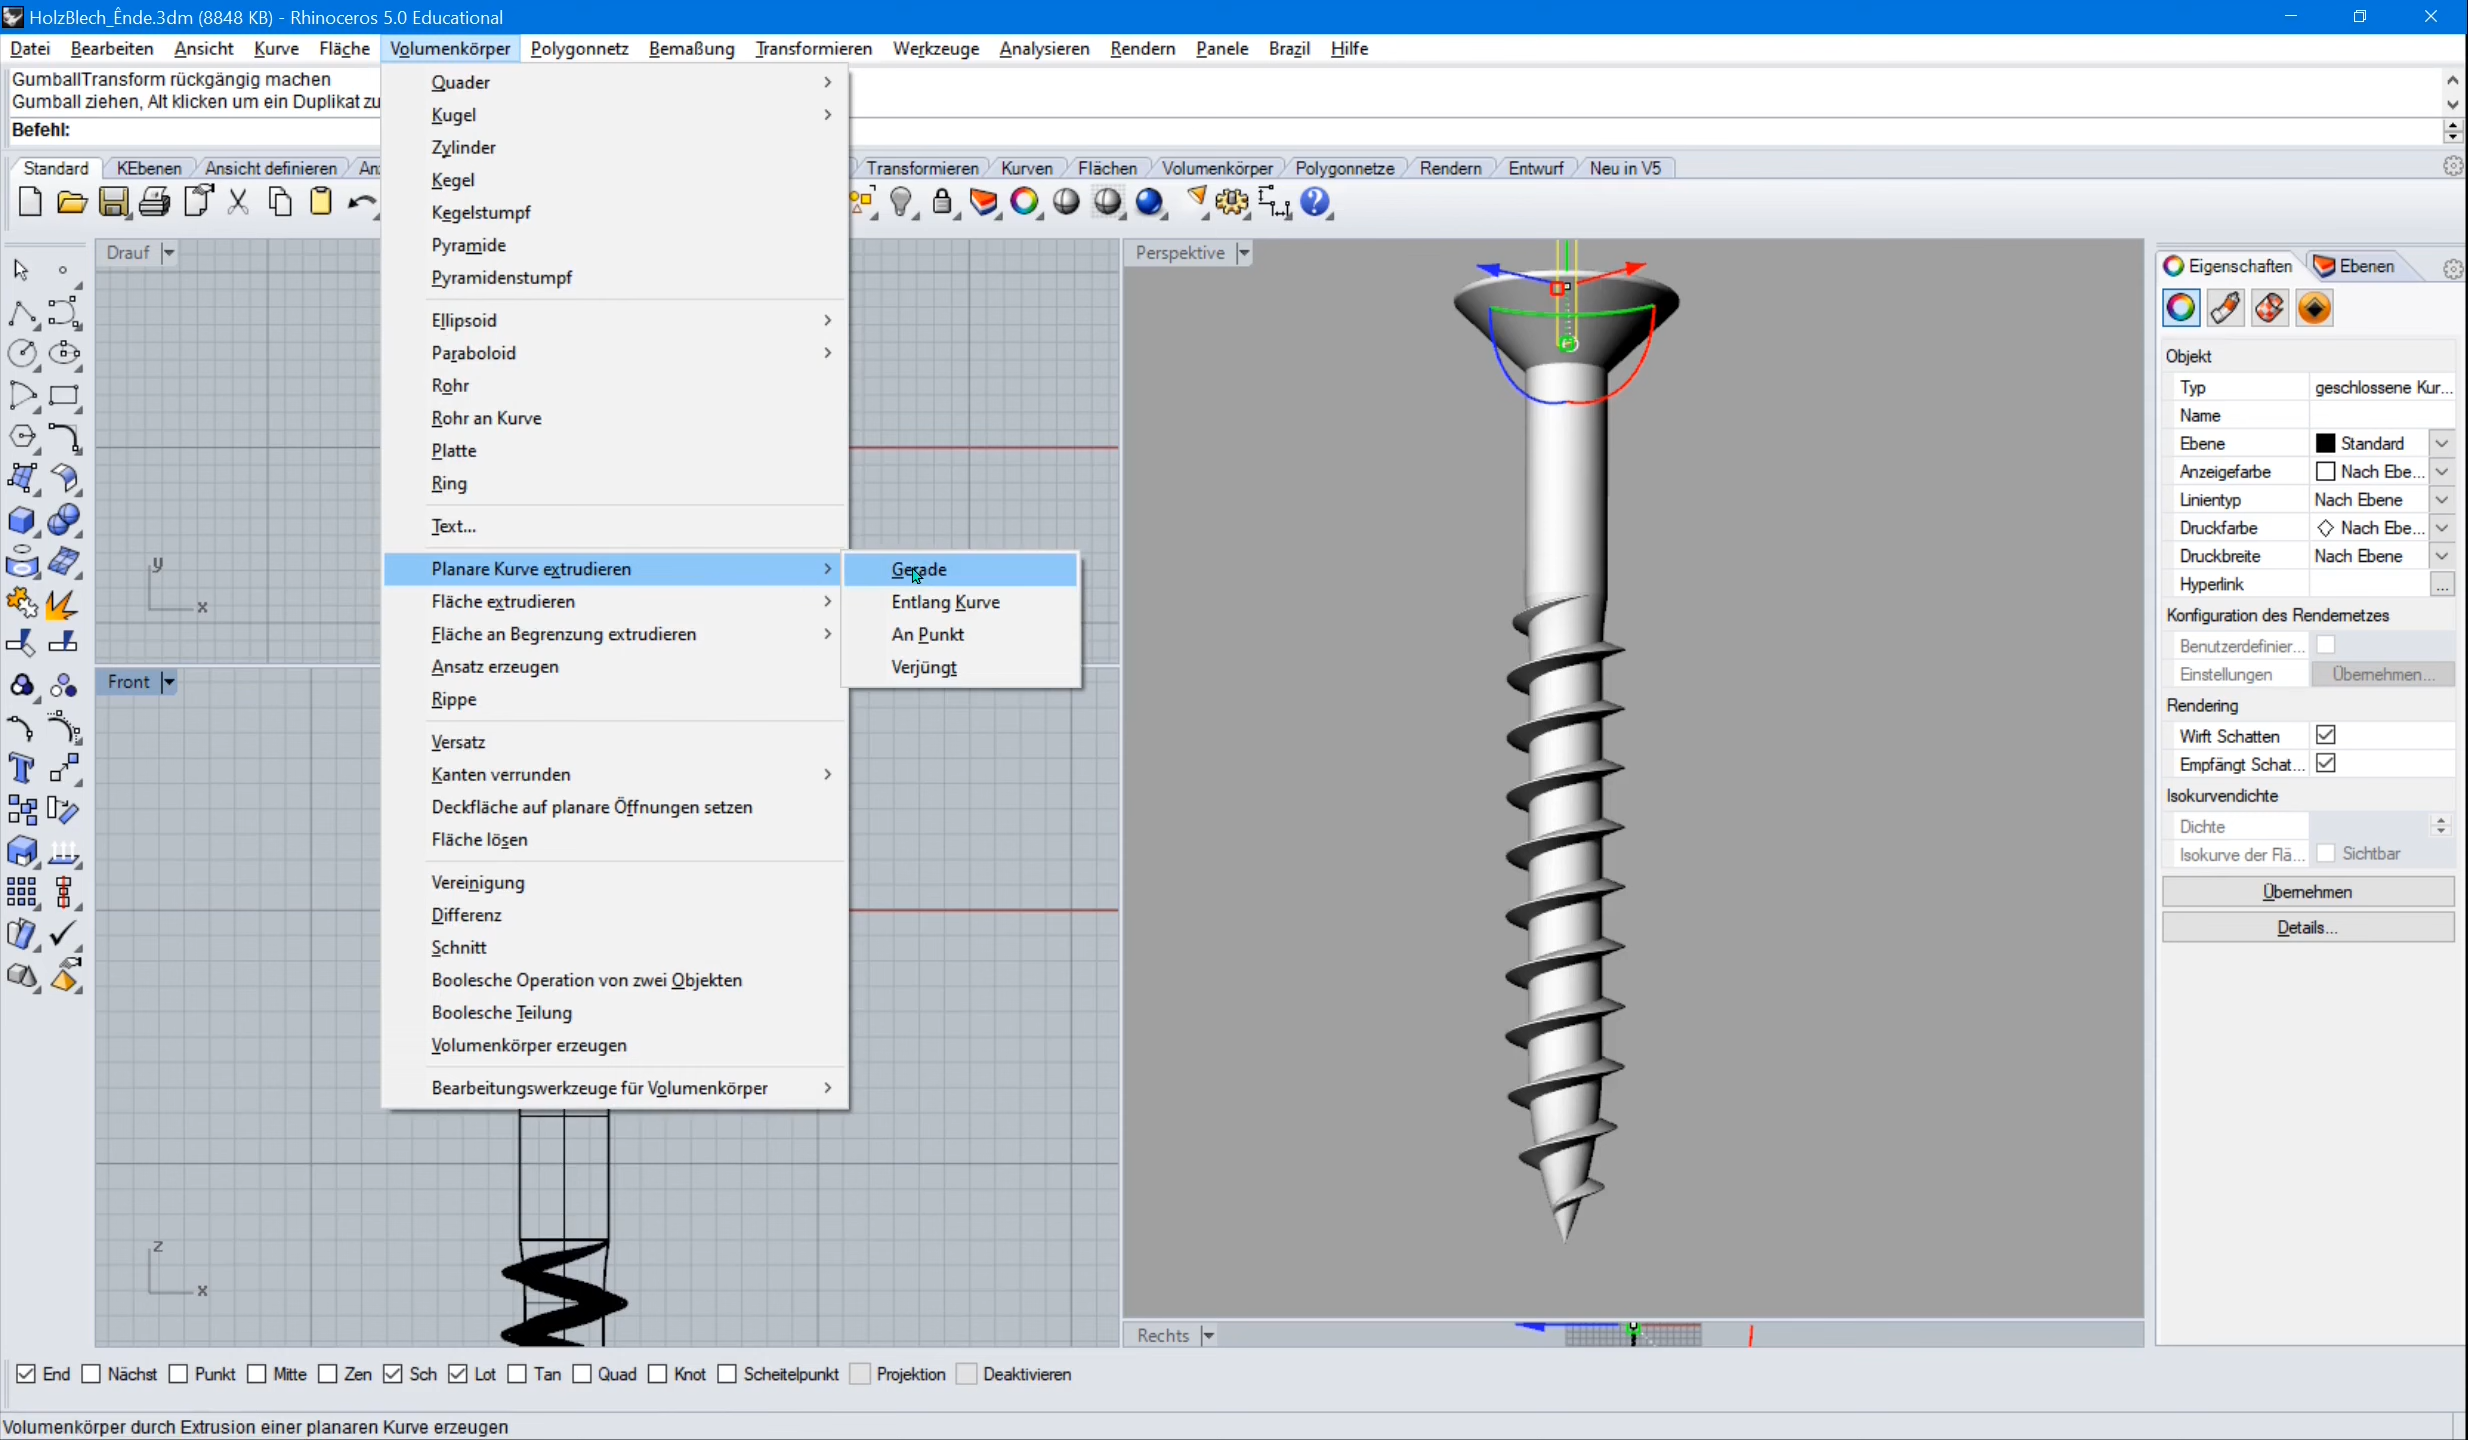 HolzBlech_Ênde.3dm (8848 KB) - Rhinoceros 5.0 Educational
Datei Bearbeiten Ansicht Kurve Fläche Volumenkörper Polygonnetz Bemaßung Transformieren Werkzeuge Analysieren Rendern Panele Brazil Hilfe
GumballTransform rückgängig machen
Gumball ziehen, Alt klicken um ein Duplikat zu
Befehl:
Standard KEbenen Ansicht definieren Transformieren Kurven Flächen Volumenkörper Polygonnetze Rendern Entwurf Neu in V5
Drauf
Perspektive
Front
Rechts
y
x
z
x
Quader
Kugel
Zylinder
Kegel
Kegelstumpf
Pyramide
Pyramidenstumpf
Ellipsoid
Paraboloid
Rohr
Rohr an Kurve
Platte
Ring
Text...
Planare Kurve extrudieren
Fläche extrudieren
Fläche an Begrenzung extrudieren
Ansatz erzeugen
Rippe
Versatz
Kanten verrunden
Deckfläche auf planare Öffnungen setzen
Fläche lösen
Vereinigung
Differenz
Schnitt
Boolesche Operation von zwei Objekten
Boolesche Teilung
Volumenkörper erzeugen
Bearbeitungswerkzeuge für Volumenkörper
Gerade
Entlang Kurve
An Punkt
Verjüngt
Eigenschaften Ebenen
Objekt
Typ geschlossene Kur...
Name
Ebene Standard
Anzeigefarbe Nach Ebe...
Linientyp Nach Ebene
Druckfarbe Nach Ebe...
Druckbreite Nach Ebene
Hyperlink ...
Konfiguration des Rendernetzes
Benutzerdefinier...
Einstellungen Übernehmen...
Rendering
Wirft Schatten
Empfängt Schat...
Isokurvendichte
Dichte
Isokurve der Flä... Sichtbar
Übernehmen
Details...
End Nächst Punkt Mitte Zen Sch Lot Tan Quad Knot Scheitelpunkt Projektion Deaktivieren
Volumenkörper durch Extrusion einer planaren Kurve erzeugen